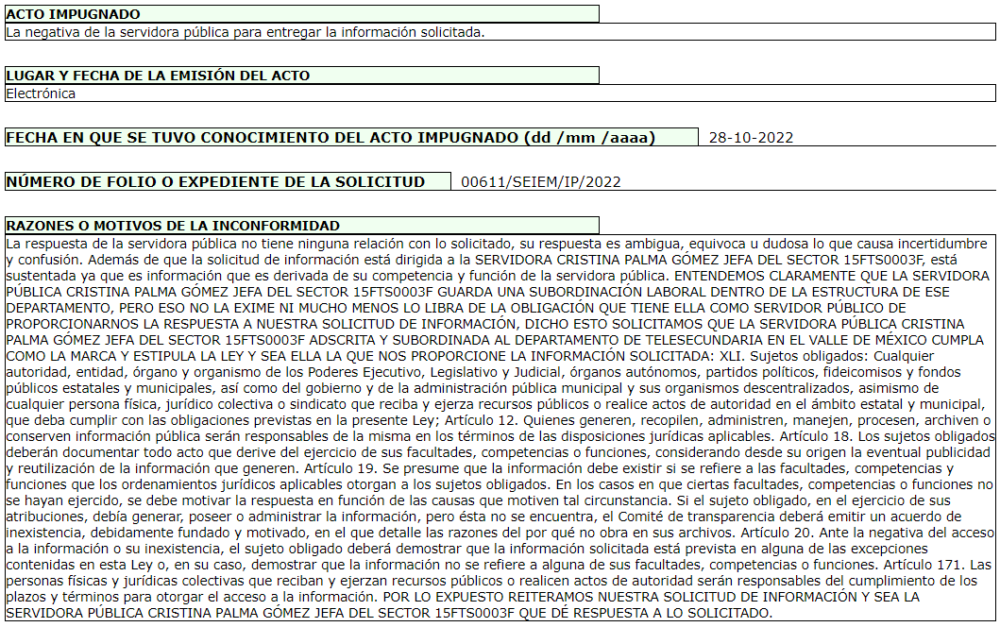 ACTO IMPUGNADO
La negativa de la servidora pública para entregar la información solicitada.
LUGAR Y FECHA DE LA EMISIÓN DEL ACTO
Electrónica
FECHA EN QUE SE TUVO CONOCIMIENTO DEL ACTO IMPUGNADO (dd /mm /aaaa) 28-10-2022
NÚMERO DE FOLIO O EXPEDIENTE DE LA SOLICITUD 00611/SEIEM/IP/2022
RAZONES O MOTIVOS DE LA INCONFORMIDAD
La respuesta de la servidora pública no tiene ninguna relación con lo solicitado, su respuesta es ambigua, equivoca u dudosa lo que causa incertidumbre
y confusión. Además de que la solicitud de información está dirigida a la SERVIDORA CRISTINA PALMA GÓMEZ JEFA DEL SECTOR 15FTS0003F, está
sustentada ya que es información que es derivada de su competencia y función de la servidora pública. ENTENDEMOS CLARAMENTE QUE LA SERVIDORA
PÚBLICA CRISTINA PALMA GÓMEZ JEFA DEL SECTOR 15FTS0003F GUARDA UNA SUBORDINACIÓN LABORAL DENTRO DE LA ESTRUCTURA DE ESE
DEPARTAMENTO, PERO ESO NO LA EXIME NI MUCHO MENOS LO LIBRA DE LA OBLIGACIÓN QUE TIENE ELLA COMO SERVIDOR PÚBLICO DE
PROPORCIONARNOS LA RESPUESTA A NUESTRA SOLICITUD DE INFORMACIÓN, DICHO ESTO SOLICITAMOS QUE LA SERVIDORA PÚBLICA CRISTINA
PALMA GÓMEZ JEFA DEL SECTOR 15FTS0003F ADSCRITA Y SUBORDINADA AL DEPARTAMENTO DE TELESECUNDARIA EN EL VALLE DE MÉXICO CUMPLA
COMO LA MARCA Y ESTIPULA LA LEY Y SEA ELLA LA QUE NOS PROPORCIONE LA INFORMACIÓN SOLICITADA: XLI. Sujetos obligados: Cualquier
autoridad, entidad, órgano y organismo de los Poderes Ejecutivo, Legislativo y Judicial, órganos autónomos, partidos políticos, fideicomisos y fondos
públicos estatales y municipales, así como del gobierno y de la administración pública municipal y sus organismos descentralizados, asimismo de
cualquier persona física, jurídico colectiva o sindicato que reciba y ejerza recursos públicos o realice actos de autoridad en el ámbito estatal y municipal,
que deba cumplir con las obligaciones previstas en la presente Ley; Artículo 12. Quienes generen, recopilen, administren, manejen, procesen, archiven o
conserven información pública serán responsables de la misma en los términos de las disposiciones jurídicas aplicables. Artículo 18. Los sujetos obligados
deberán documentar todo acto que derive del ejercicio de sus facultades, competencias o funciones, considerando desde su origen la eventual publicidad
y reutilización de la información que generen. Artículo 19. Se presume que la información debe existir si se refiere a las facultades, competencias y
funciones que los ordenamientos jurídicos aplicables otorgan a los sujetos obligados. En los casos en que ciertas facultades, competencias o funciones no
se hayan ejercido, se debe motivar la respuesta en función de las causas que motiven tal circunstancia. Si el sujeto obligado, en el ejercicio de sus
atribuciones, debía generar, poseer o administrar la información, pero ésta no se encuentra, el Comité de transparencia deberá emitir un acuerdo de
inexistencia, debidamente fundado y motivado, en el que detalle las razones del por qué no obra en sus archivos. Artículo 20. Ante la negativa del acceso
a la información o su inexistencia, el sujeto obligado deberá demostrar que la información solicitada está prevista en alguna de las excepciones
contenidas en esta Ley o, en su caso, demostrar que la información no se refiere a alguna de sus facultades, competencias o funciones. Artículo 171. Las
personas físicas y jurídicas colectivas que reciban y ejerzan recursos públicos o realicen actos de autoridad serán responsables del cumplimiento de los
plazos y términos para otorgar el acceso a la información. POR LO EXPUESTO REITERAMOS NUESTRA SOLICITUD DE INFORMACIÓN Y SEA LA
SERVIDORA PÚBLICA CRISTINA PALMA GÓMEZ JEFA DEL SECTOR 15FTS0003F QUE DÉ RESPUESTA A LO SOLICITADO.